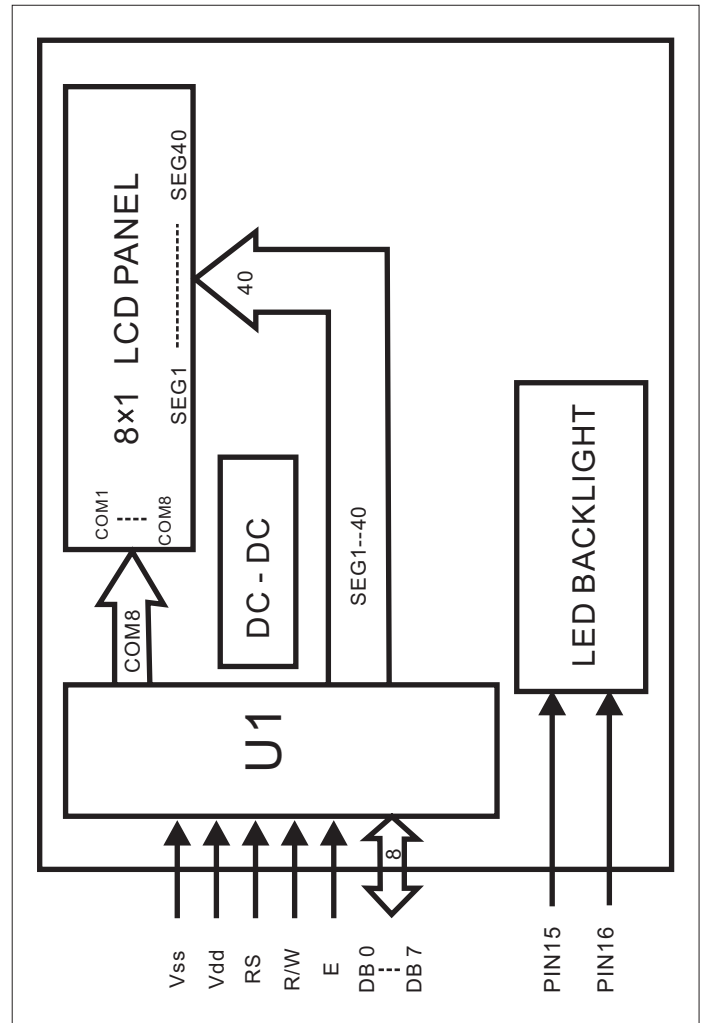 8×1 LCD PANEL
COM1
COM8
SEG1
SEG40
COM8
40
SEG1--40
DC - DC
U1
Vss
Vdd
RS
R/W
E
DB 0
DB 7
8
LED BACKLIGHT
PIN15
PIN16